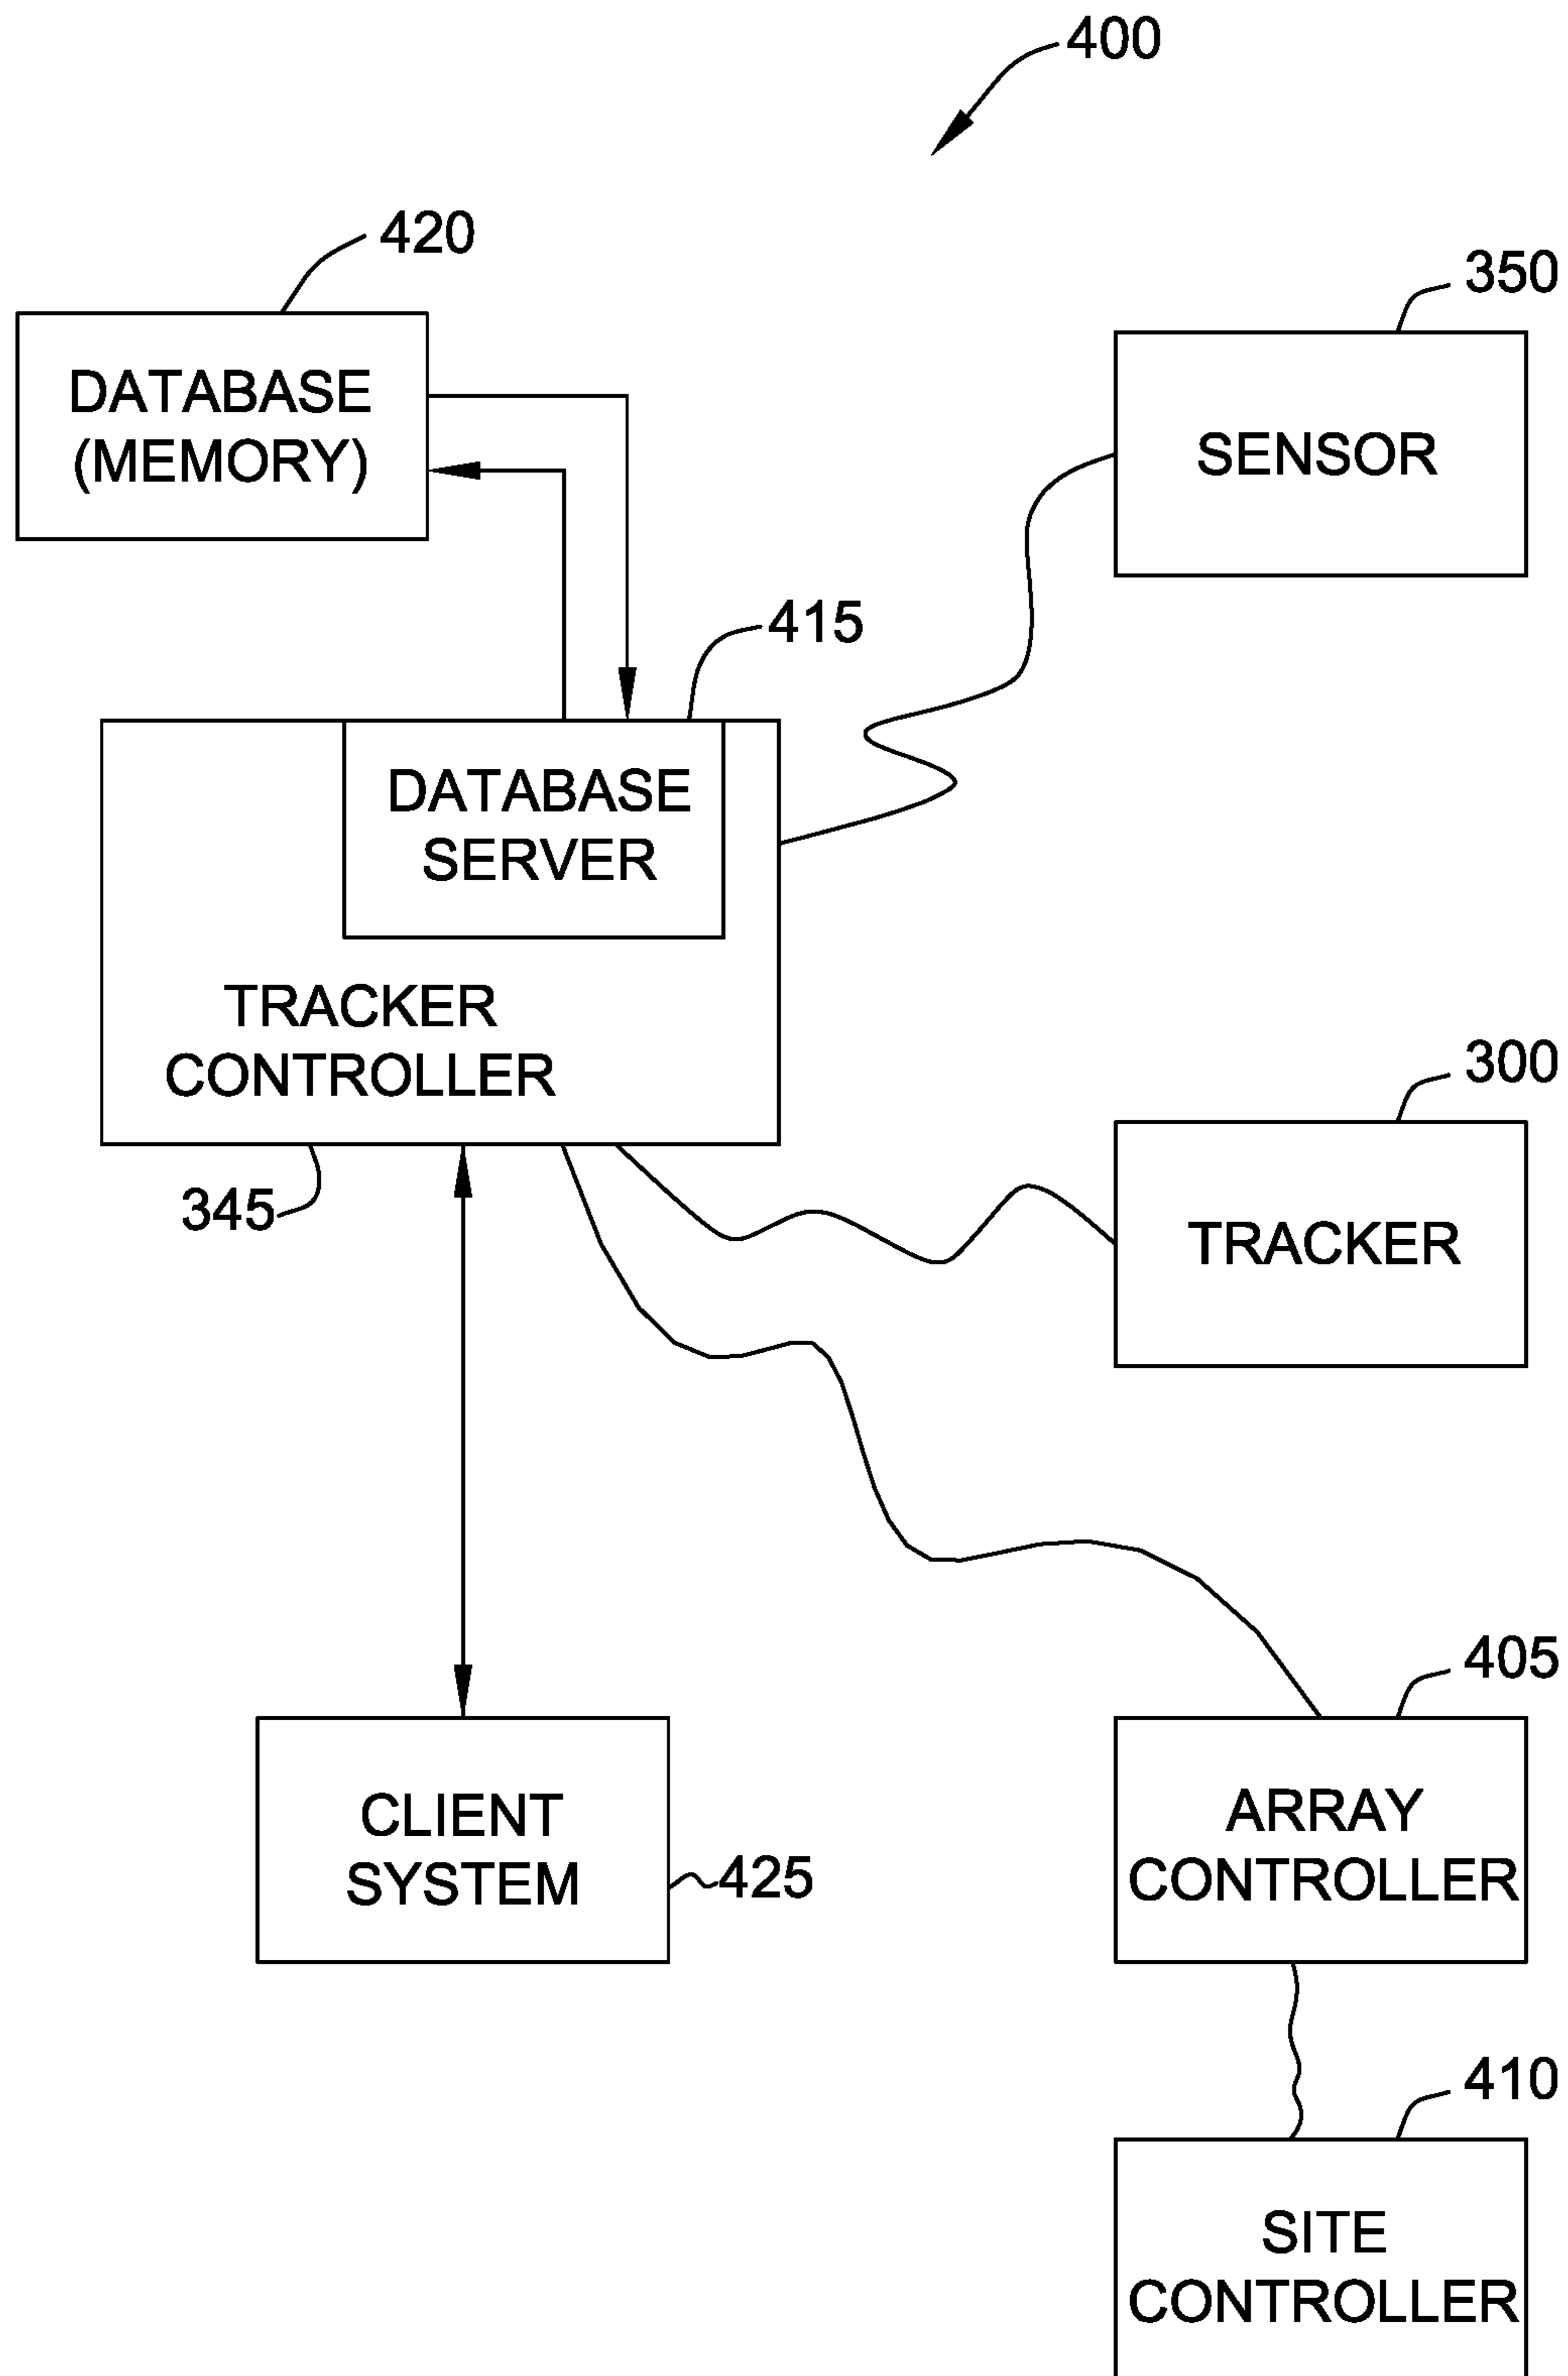 400
420
350
DATABASE
(MEMORY)
SENSOR
415
DATABASE
SERVER
TRACKER
CONTROLLER
300
345
TRACKER
405
CLIENT
SYSTEM
425
ARRAY
CONTROLLER
410
SITE
CONTROLLER